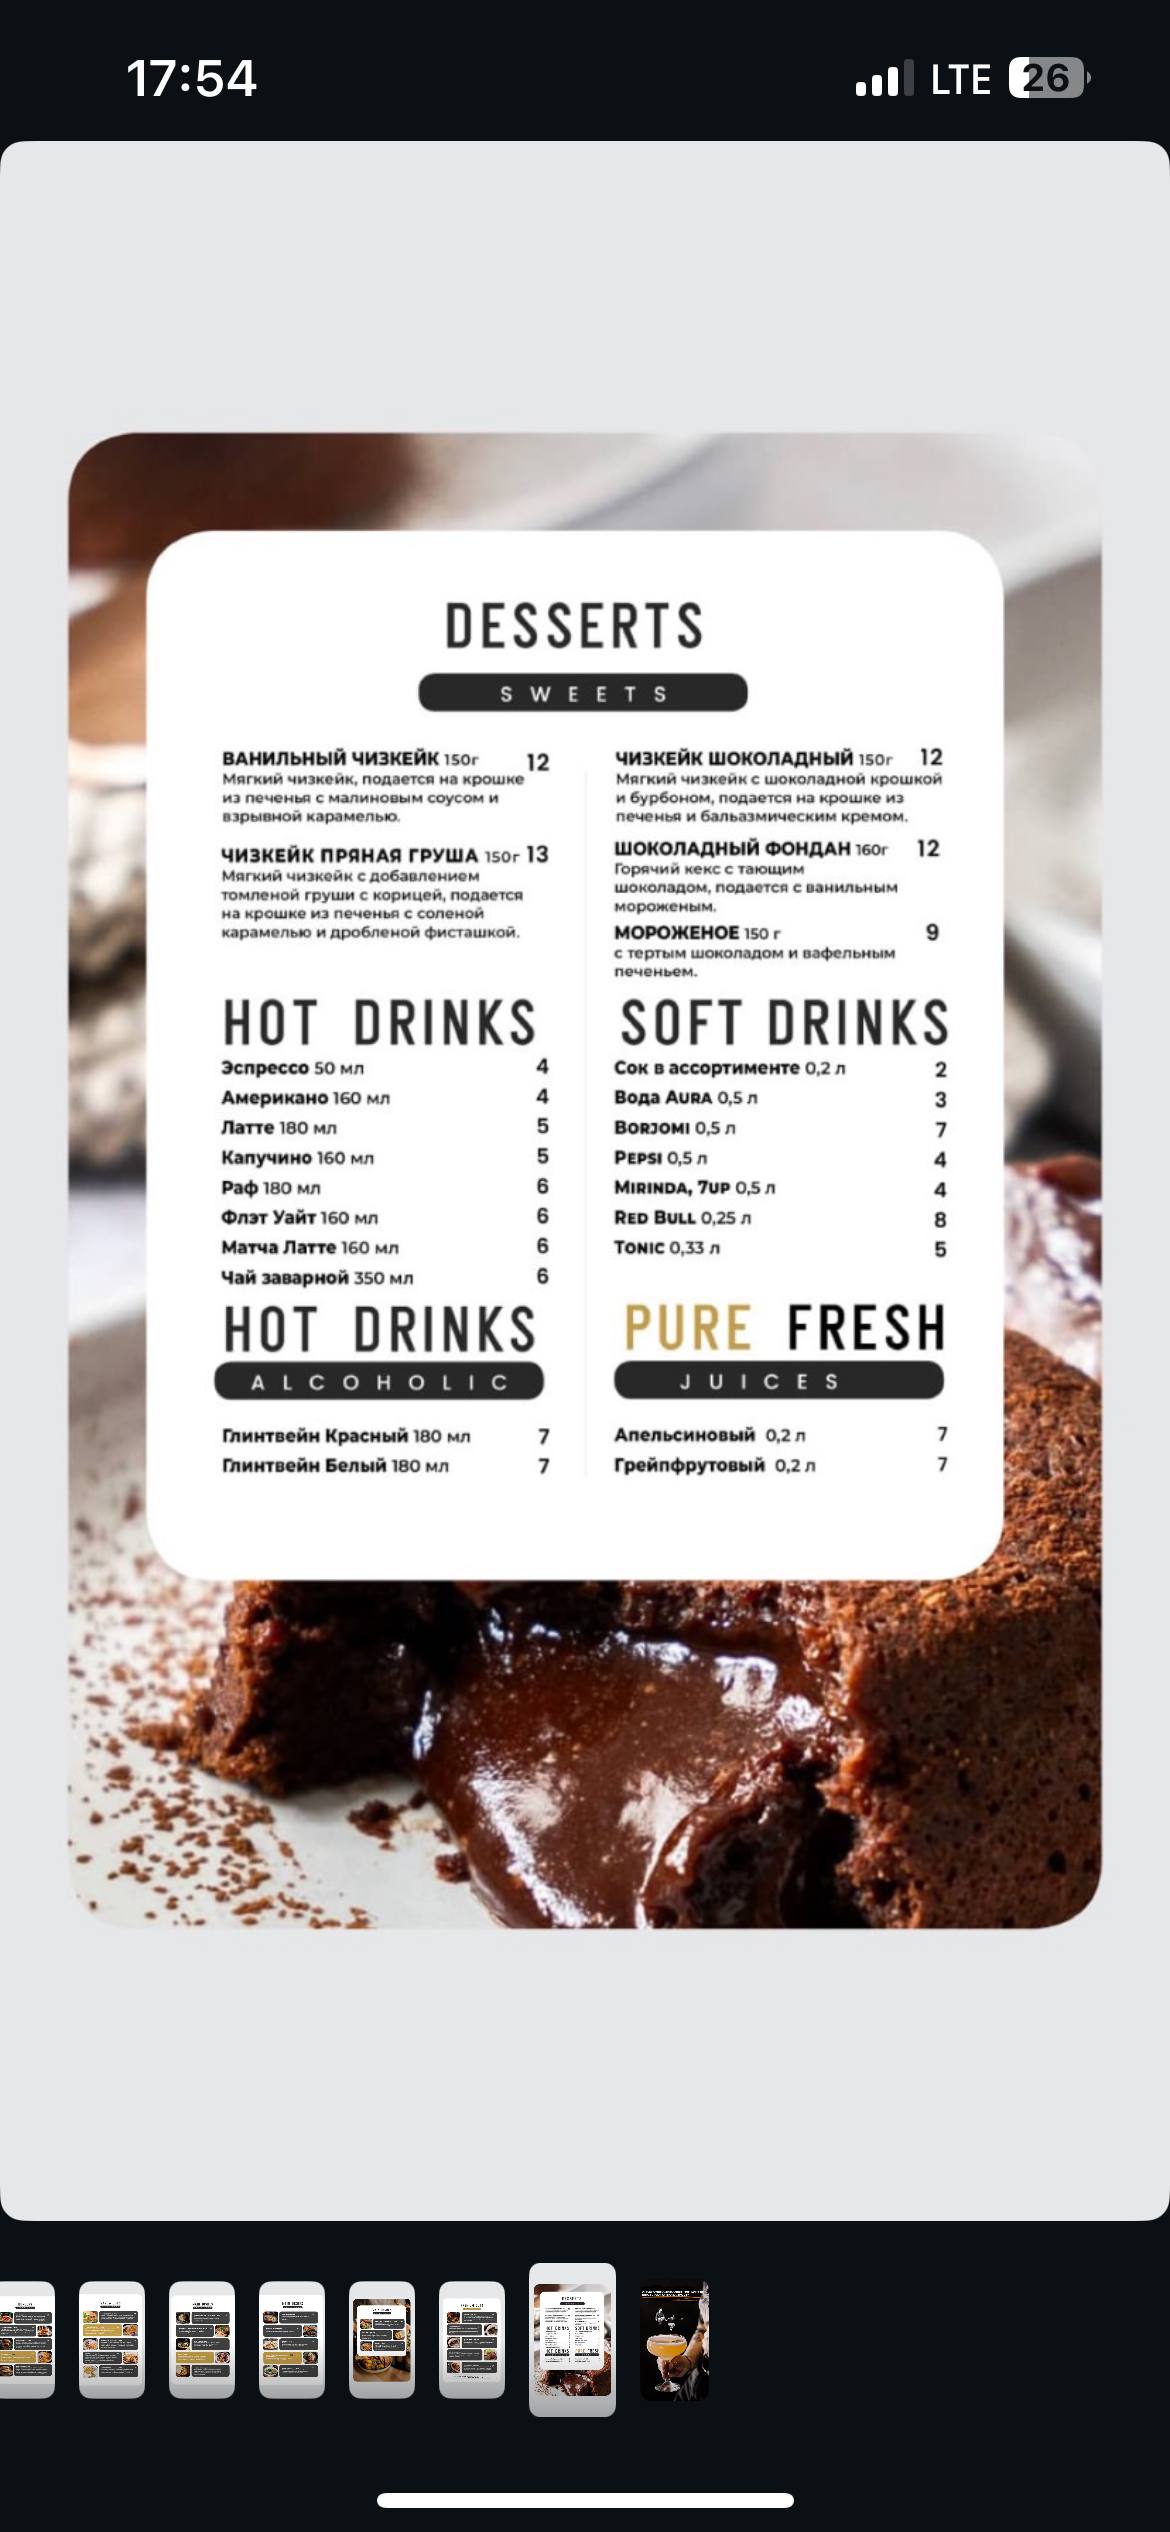 17:54
LTE 26
DESSERTS
SWEETS
ВАНИЛЬНЫЙ ЧИЗКЕЙК 150г 12
Мягкий чизкейк, подается на крошке
из печенья с малиновым соусом и
взрывной карамелью.
ЧИЗКЕЙК ПРЯНАЯ ГРУША 150г 13
Мягкий чизкейк с добавлением
томленой груши с корицей, подается
на крошке из печенья с соленой
карамелью и дробленой фисташкой.
ЧИЗКЕЙК ШОКОЛАДНЫЙ 150г 12
Мягкий чизкейк с шоколадной крошкой
и бурбоном, подается на крошке из
печенья и бальазмическим кремом.
ШОКОЛАДНЫЙ ФОНДАН 160г 12
Горячий кекс с тающим
шоколадом, подается с ванильным
мороженым.
МОРОЖЕНОЕ 150 г 9
с тертым шоколадом и вафельным
печеньем.
HOT DRINKS
Эспрессо 50 мл 4
Американо 160 мл 4
Латте 180 мл 5
Капучино 160 мл 5
Раф 180 мл 6
Флэт Уайт 160 мл 6
Матча Латте 160 мл 6
Чай заварной 350 мл 6
SOFT DRINKS
Сок в ассортименте 0,2 л 2
Вода AURA 0,5 л 3
BORJOMI 0,5 л 7
PEPSI 0,5 л 4
MIRINDA, 7UP 0,5 л 4
RED BULL 0,25 л 8
TONIC 0,33 л 5
HOT DRINKS
ALCOHOLIC
Глинтвейн Красный 180 мл 7
Глинтвейн Белый 180 мл 7
PURE FRESH
JUICES
Апельсиновый 0,2 л 7
Грейпфрутовый 0,2 л 7